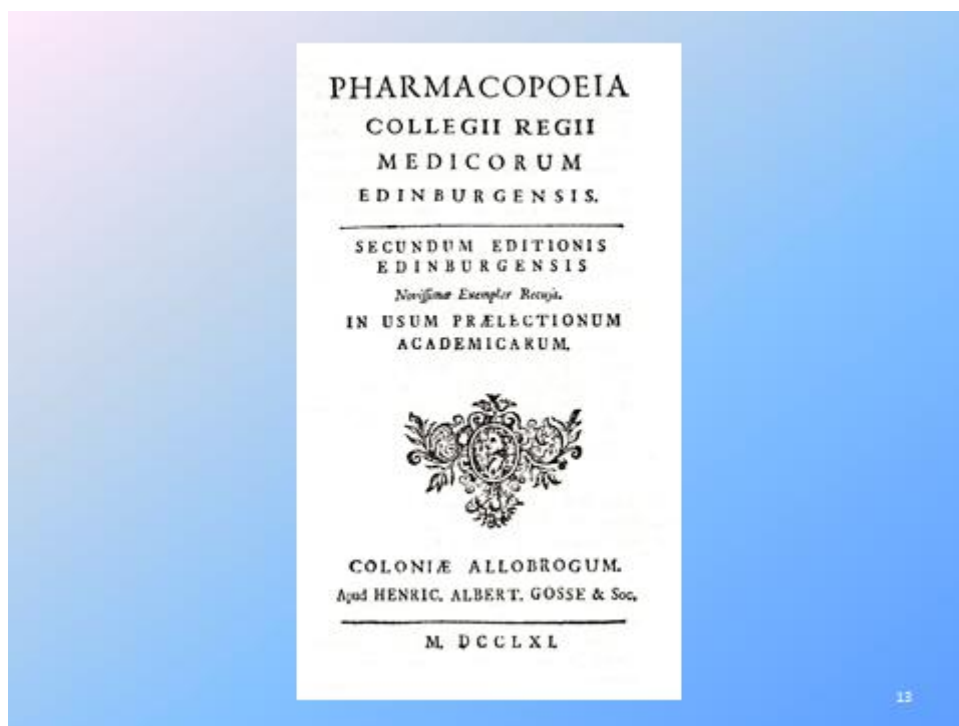 PHARMACOPOEIA
COLLEGII REGII
MEDICORUM
EDINBURGENSIS.
SECUNDUM EDITIONIS
EDINBURGENSIS
Novissimæ Exemplar Recusa.
IN USUM PRÆLECTIONUM
ACADEMICARUM.
COLONIÆ ALLOBROGUM.
Apud HENRIC. ALBERT. GOSSE & Soc.
M. DCCLXI.
13